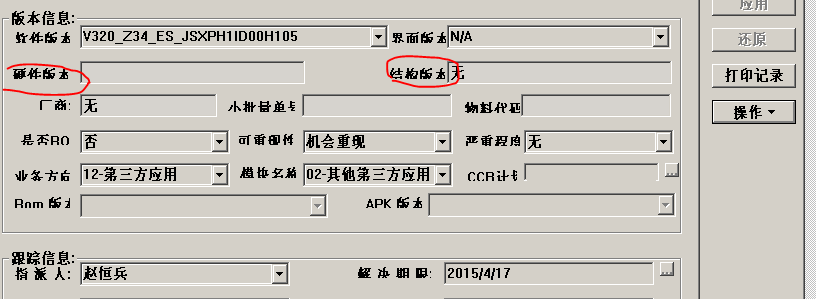 版本信息:
应用
软件版本 V320_Z34_ES_JSXPH1ID00H105 界面版本 N/A
还原
硬件版本 结构版本 无
打印记录
厂商: 无 小批量单号 物料代码
操作
是否RO 否 可重现性 机会重现 严重程度 无
业务方向 12-第三方应用 模块名称 02-其他第三方应用 CCB计划
Rom 版本 APK 版本
跟踪信息:
指派人: 赵恒兵 解决期限: 2015/4/17